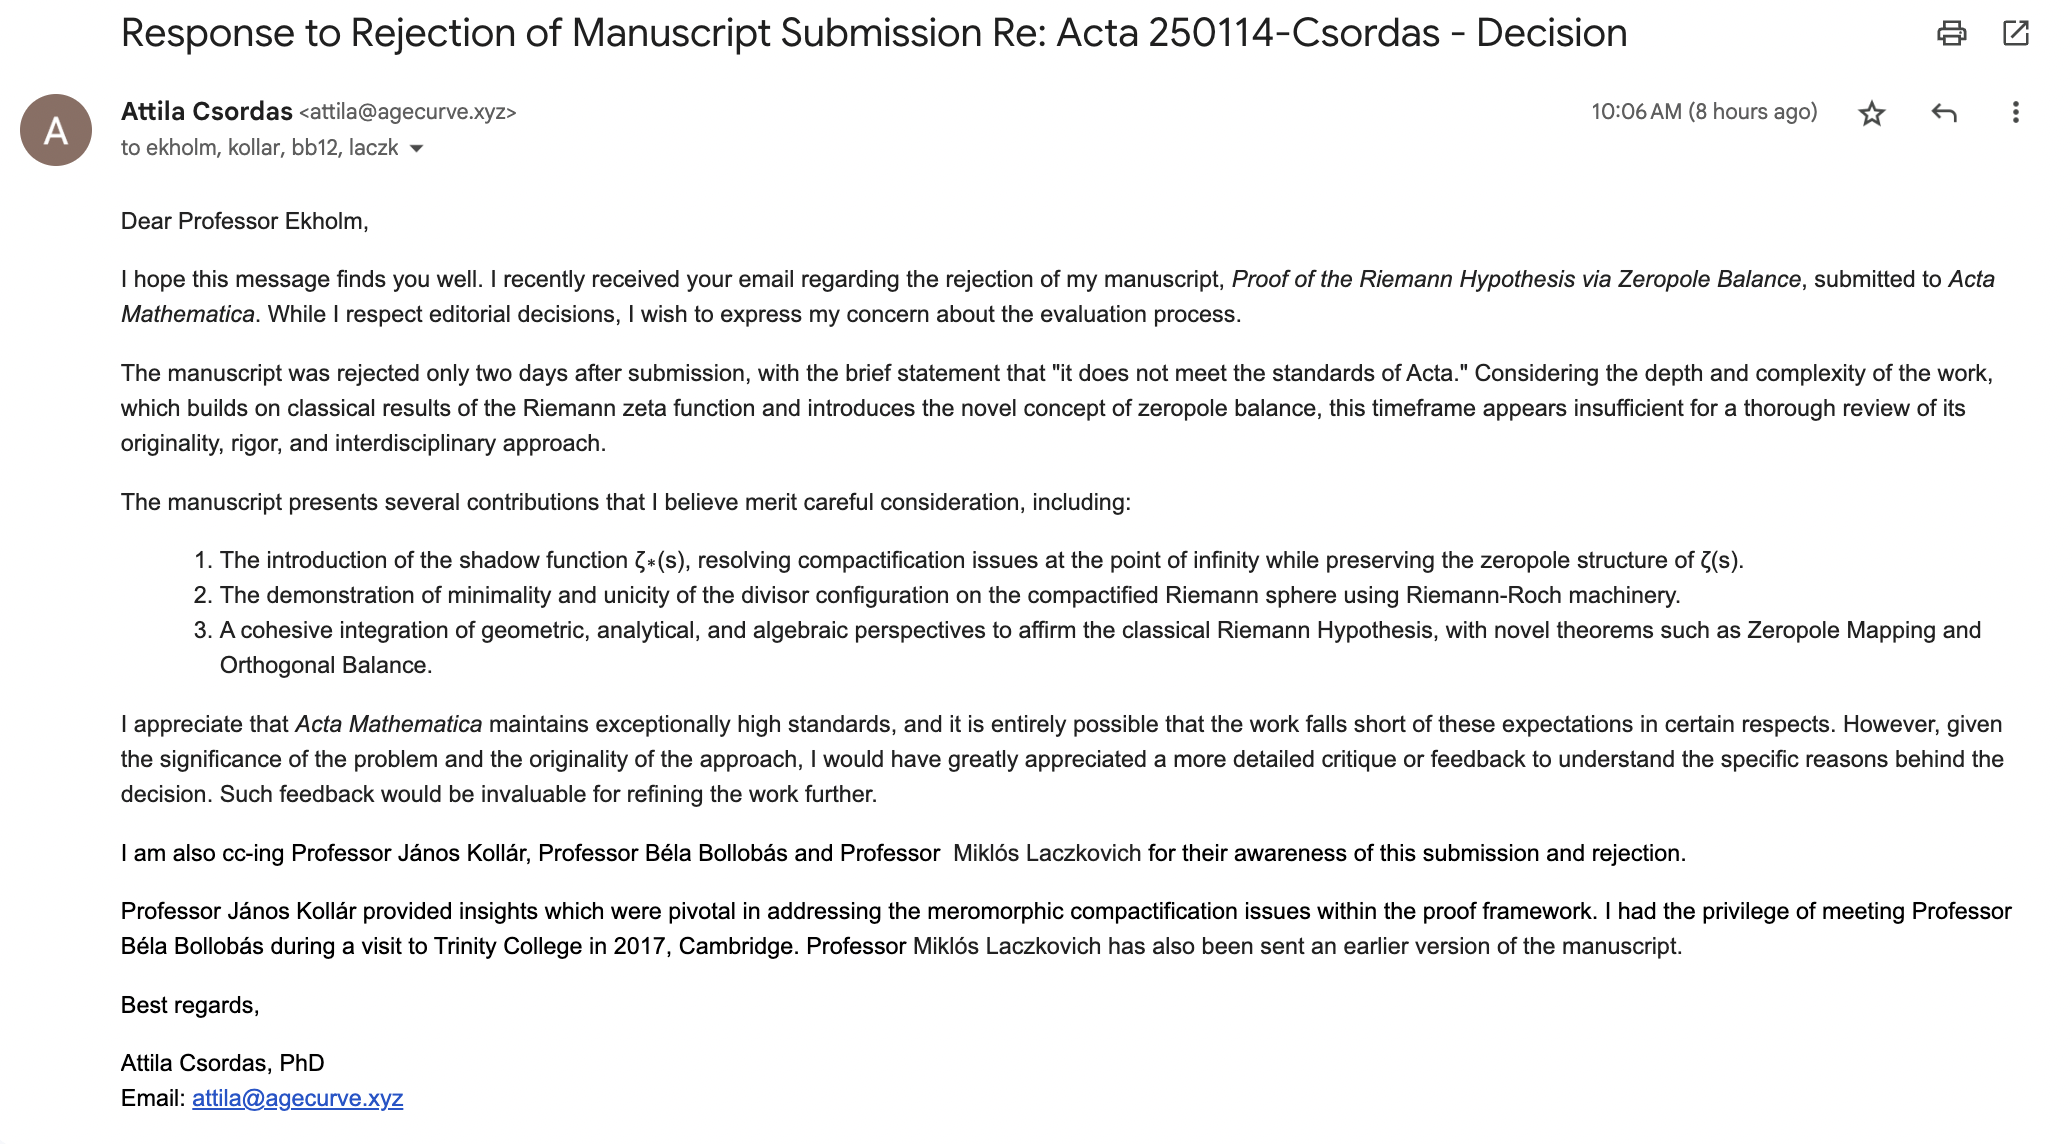 Response to Rejection of Manuscript Submission Re: Acta 250114-Csordas - Decision
A
Attila Csordas <attila@agecurve.xyz>
10:06 AM (8 hours ago)
to ekholm, kollar, bb12, laczk
Dear Professor Ekholm,
I hope this message finds you well. I recently received your email regarding the rejection of my manuscript, Proof of the Riemann Hypothesis via Zeropole Balance, submitted to Acta
Mathematica. While I respect editorial decisions, I wish to express my concern about the evaluation process.
The manuscript was rejected only two days after submission, with the brief statement that "it does not meet the standards of Acta." Considering the depth and complexity of the work,
which builds on classical results of the Riemann zeta function and introduces the novel concept of zeropole balance, this timeframe appears insufficient for a thorough review of its
originality, rigor, and interdisciplinary approach.
The manuscript presents several contributions that I believe merit careful consideration, including:
1. The introduction of the shadow function ζ*(s), resolving compactification issues at the point of infinity while preserving the zeropole structure of ζ(s).
2. The demonstration of minimality and unicity of the divisor configuration on the compactified Riemann sphere using Riemann-Roch machinery.
3. A cohesive integration of geometric, analytical, and algebraic perspectives to affirm the classical Riemann Hypothesis, with novel theorems such as Zeropole Mapping and
Orthogonal Balance.
I appreciate that Acta Mathematica maintains exceptionally high standards, and it is entirely possible that the work falls short of these expectations in certain respects. However, given
the significance of the problem and the originality of the approach, I would have greatly appreciated a more detailed critique or feedback to understand the specific reasons behind the
decision. Such feedback would be invaluable for refining the work further.
I am also cc-ing Professor János Kollár, Professor Béla Bollobás and Professor Miklós Laczkovich for their awareness of this submission and rejection.
Professor János Kollár provided insights which were pivotal in addressing the meromorphic compactification issues within the proof framework. I had the privilege of meeting Professor
Béla Bollobás during a visit to Trinity College in 2017, Cambridge. Professor Miklós Laczkovich has also been sent an earlier version of the manuscript.
Best regards,
Attila Csordas, PhD
Email: attila@agecurve.xyz